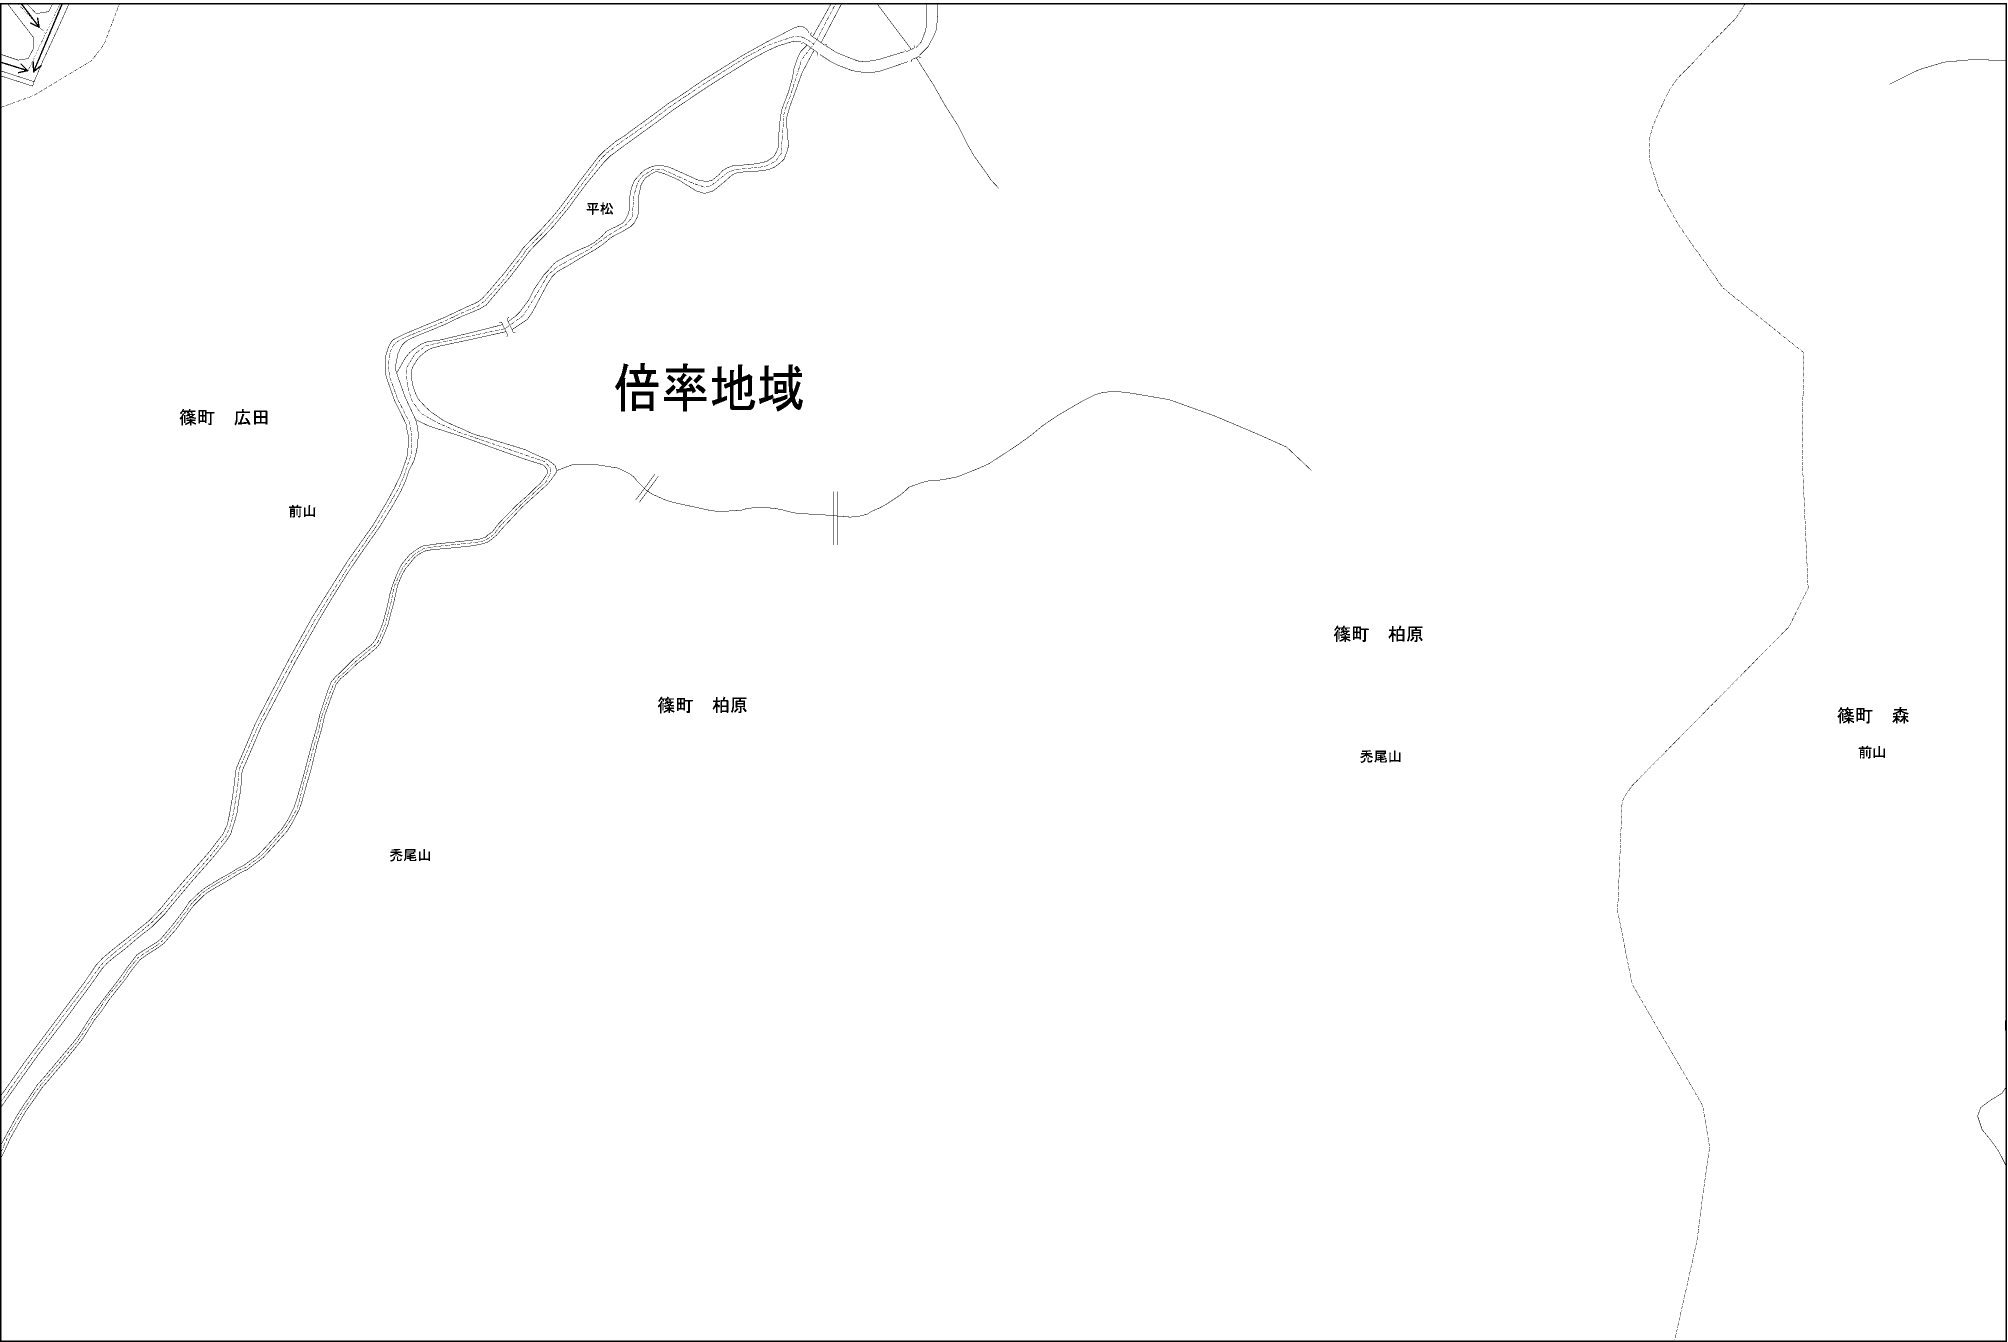 平松
倍率地域
篠町　広田
前山
篠町　柏原
篠町　柏原
篠町　森
前山
禿尾山
禿尾山